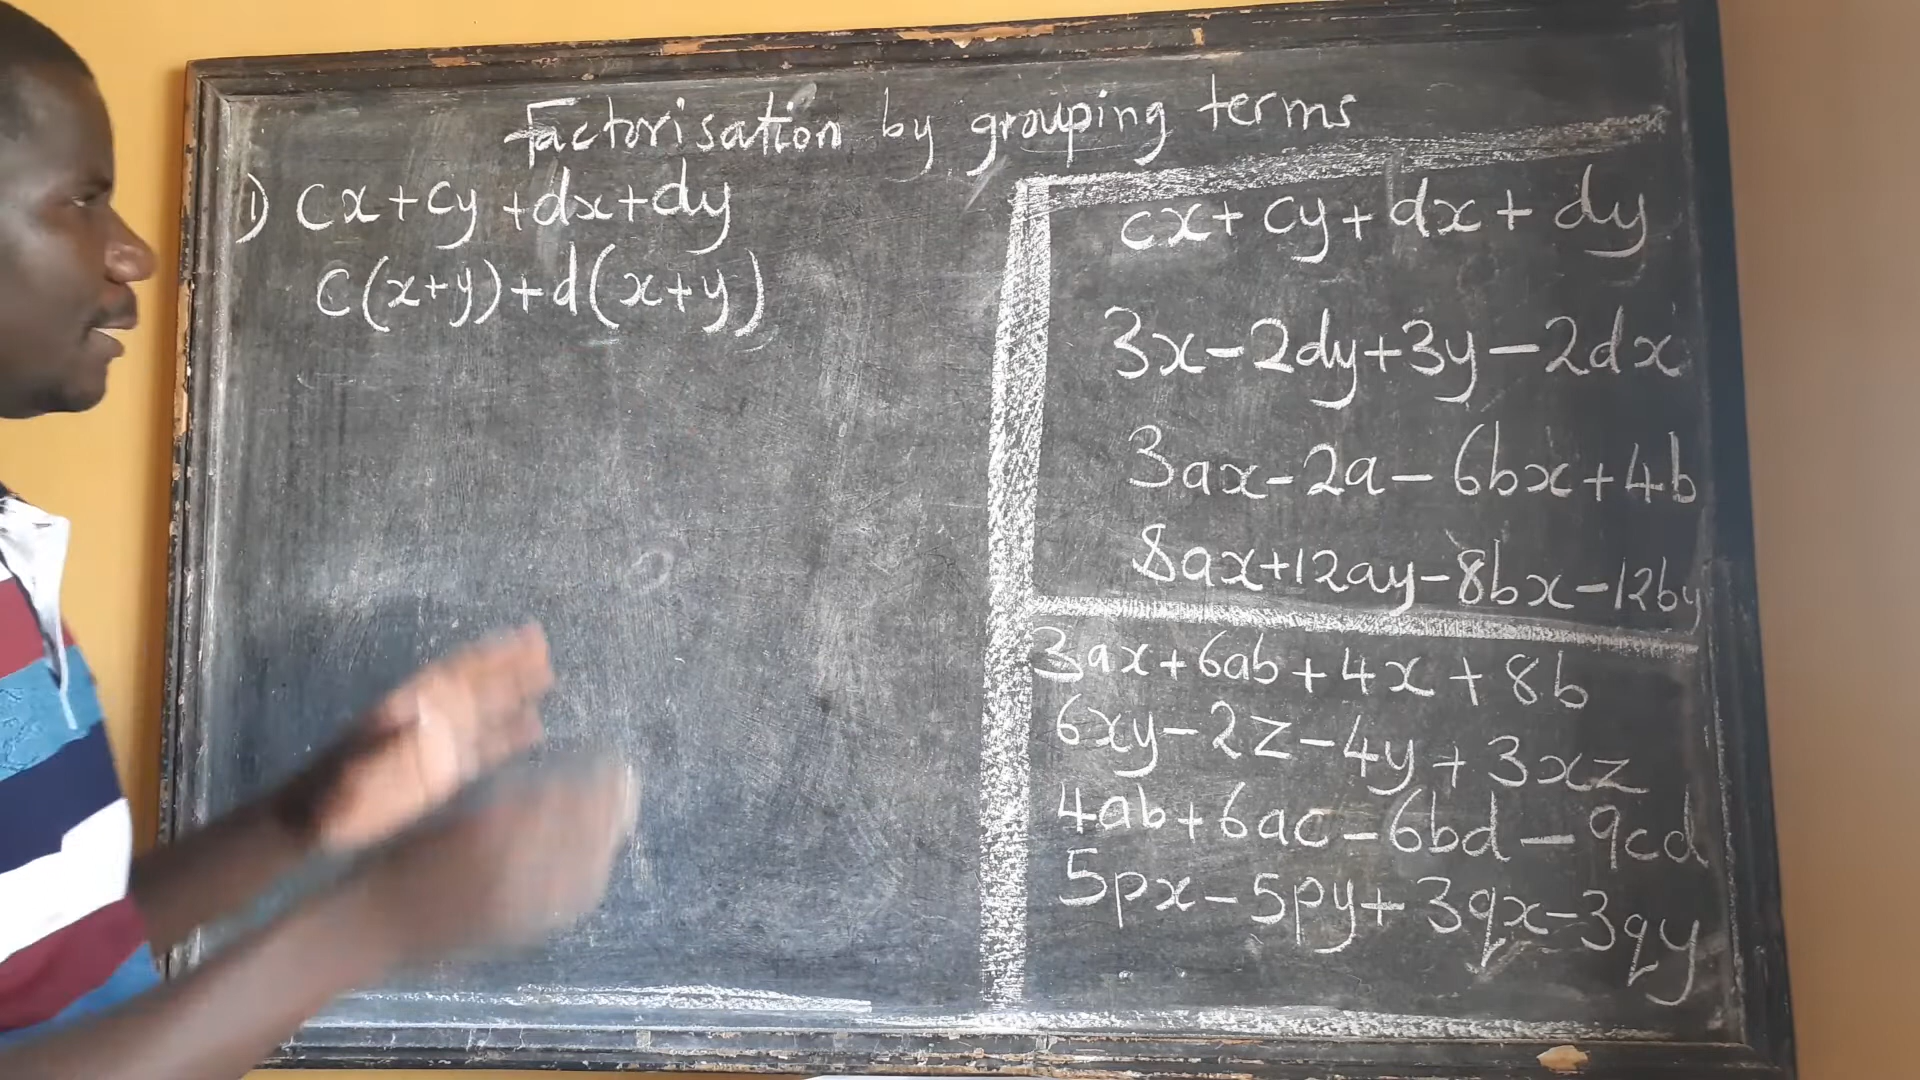 Factorisation by grouping terms
1) cx+cy+dx+dy
c(x+y)+d(x+y)
cx+cy+dx+dy
3x-2dy+3y-2dx
3ax-2a-6bx+4b
8ax+12ay-8bx-12by
3ax+6ab+4x+8b
6xy-2z-4y+3xz
4ab+6ac-6bd-9cd
5px-5py+3qx-3qy